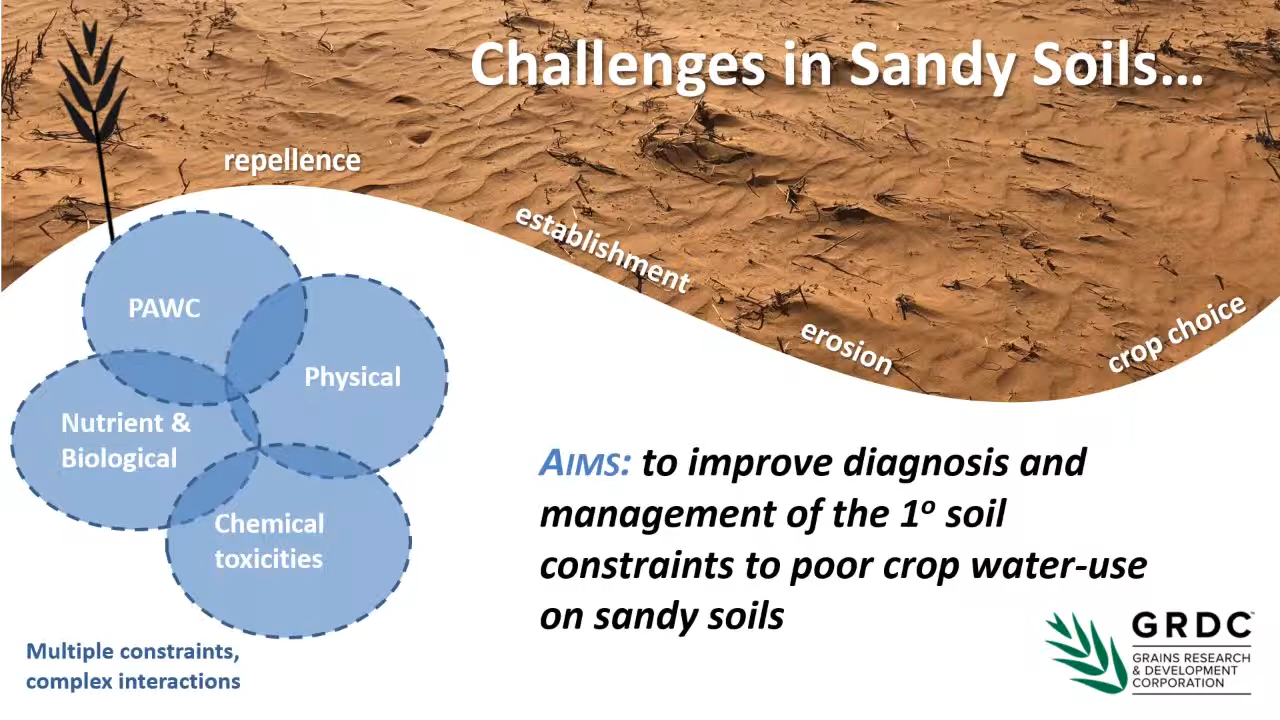 Challenges in Sandy Soils…
repellence
establishment
erosion
crop choice
PAWC
Physical
Nutrient &
Biological
Chemical
toxicities
Multiple constraints,
complex interactions
AIMS: to improve diagnosis and
management of the 1º soil
constraints to poor crop water-use
on sandy soils
GRDC™
GRAINS RESEARCH
& DEVELOPMENT
CORPORATION